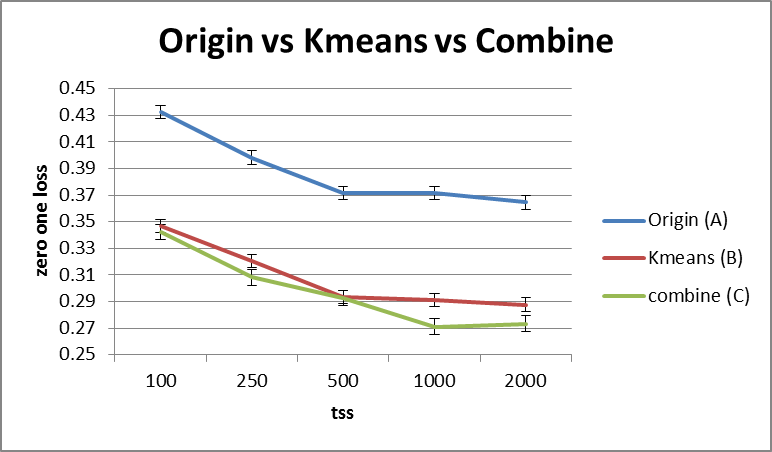 Origin vs Kmeans vs Combine
0.45
0.43
0.41
0.39
0.37
0.35
0.33
0.31
0.29
0.27
0.25
zero one loss
100 250 500 1000 2000
tss
Origin (A)
Kmeans (B)
combine (C)